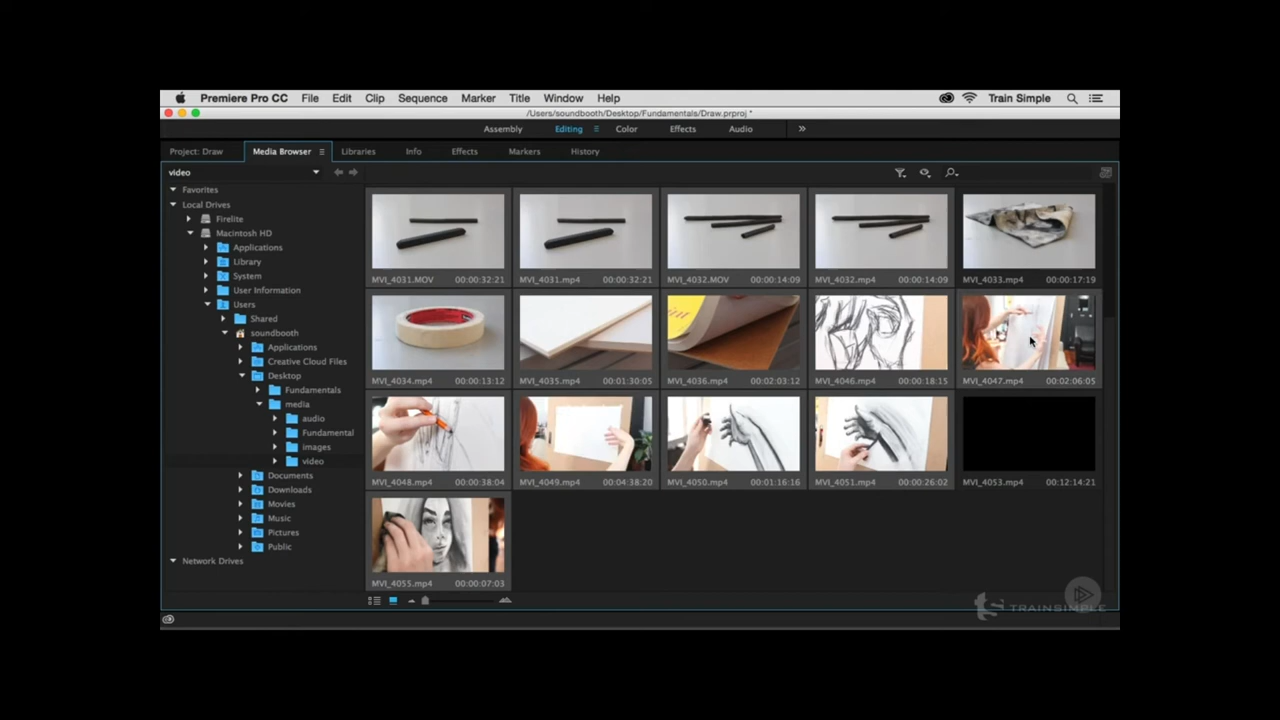 Premiere Pro CC File Edit Clip Sequence Marker Title Window Help Train Simple
/Users/soundbooth/Desktop/Fundamentals/Draw.prproj *
Assembly Editing Color Effects Audio
Project: Draw Media Browser Libraries Info Effects Markers History
video
Favorites
Local Drives
Firelite
Macintosh HD
Applications
Library
System
User Information
Users
Shared
soundbooth
Applications
Creative Cloud Files
Desktop
Fundamentals
media
audio
Fundamental
images
video
Documents
Downloads
Movies
Music
Pictures
Public
Network Drives
MVI_4031.MOV 00:00:32:21 MVI_4031.mp4 00:00:32:21 MVI_4032.MOV 00:00:14:09 MVI_4032.mp4 00:00:14:09 MVI_4033.mp4 00:00:17:19
MVI_4034.mp4 00:00:13:12 MVI_4035.mp4 00:01:30:05 MVI_4036.mp4 00:02:03:12 MVI_4046.mp4 00:00:18:15 MVI_4047.mp4 00:02:06:05
MVI_4048.mp4 00:00:38:04 MVI_4049.mp4 00:04:38:20 MVI_4050.mp4 00:01:16:16 MVI_4051.mp4 00:00:26:02 MVI_4053.mp4 00:12:14:21
MVI_4055.mp4 00:00:07:03
ts TRAINSIMPLE